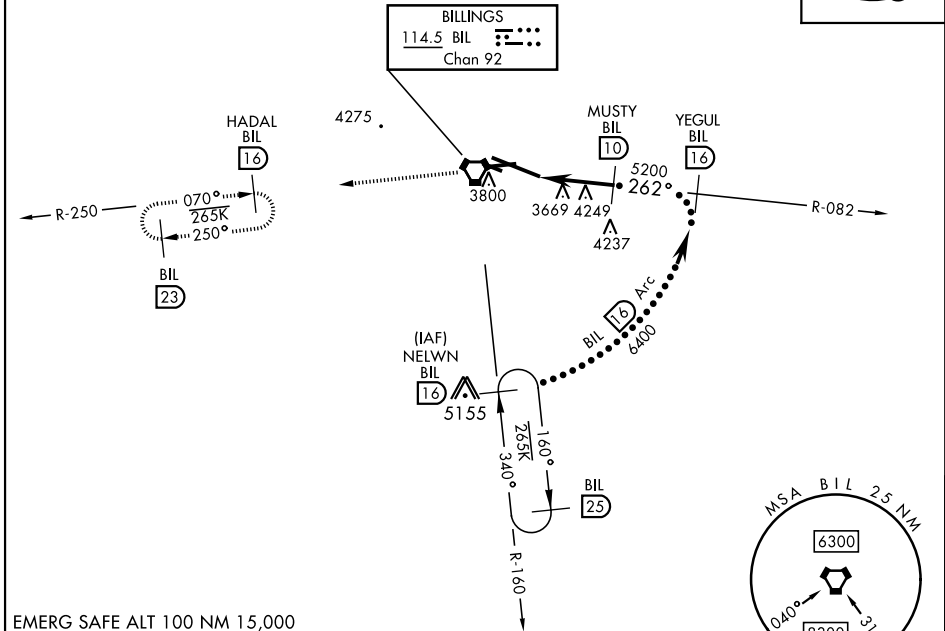 BILLINGS
114.5 BIL
Chan 92
4275
HADAL
BIL
16
MUSTY
BIL
10
YEGUL
BIL
16
5200
262°
3800
3669
4249
4237
R-082
R-250
070°
265K
250°
BIL
23
BIL 16 Arc
6400
(IAF)
NELWN
BIL
16
5155
340°
265K
160°
BIL
25
R-160
MSA BIL 25 NM
6300
040°
EMERG SAFE ALT 100 NM 15,000